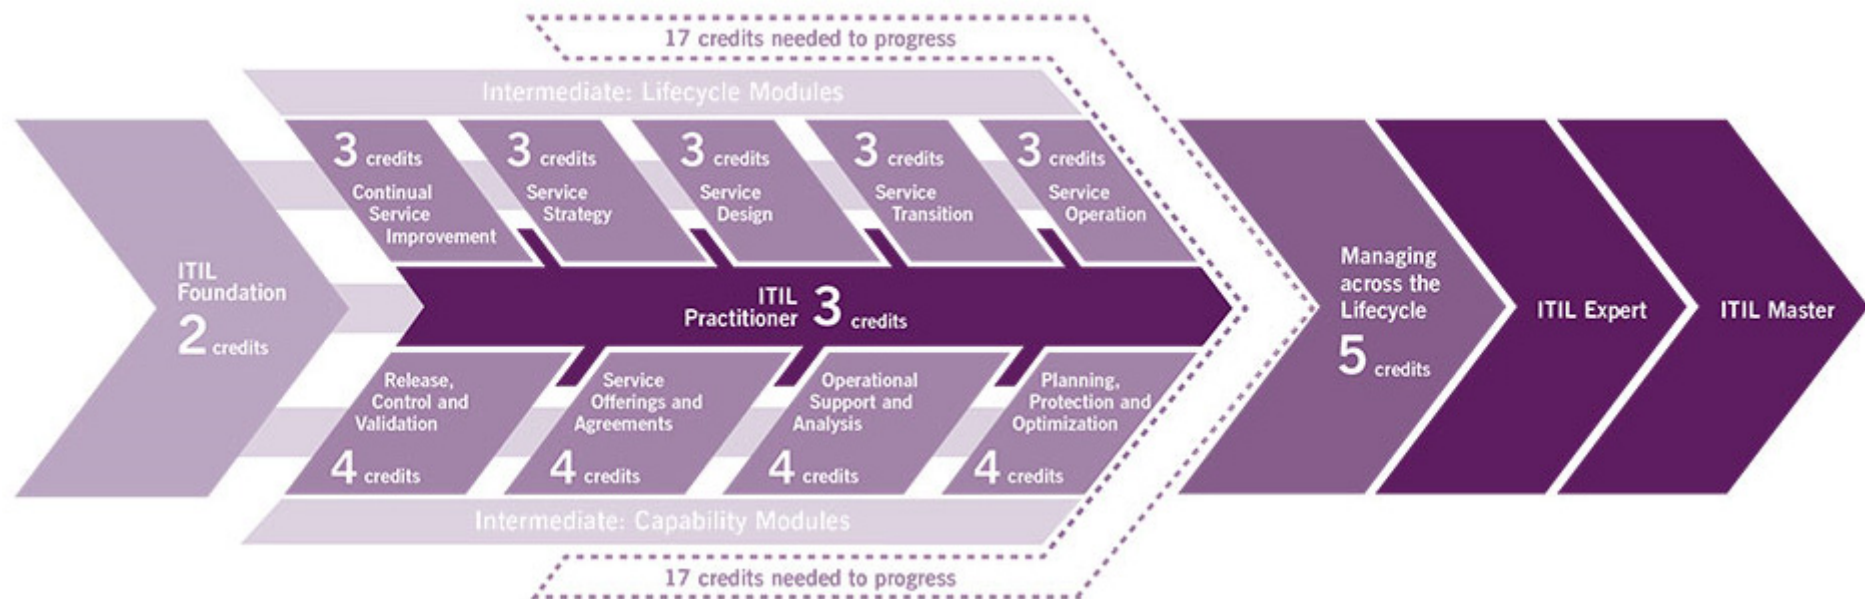 17 credits needed to progress
Intermediate: Lifecycle Modules
3 credits
Continual
Service
Improvement
3 credits
Service
Strategy
3 credits
Service
Design
3 credits
Service
Transition
3 credits
Service
Operation
ITIL
Foundation
2 credits
ITIL
Practitioner 3 credits
Release,
Control and
Validation
4 credits
Service
Offerings and
Agreements
4 credits
Operational
Support and
Analysis
4 credits
Planning,
Protection and
Optimization
4 credits
Intermediate: Capability Modules
17 credits needed to progress
Managing
across the
Lifecycle
5 credits
ITIL Expert
ITIL Master